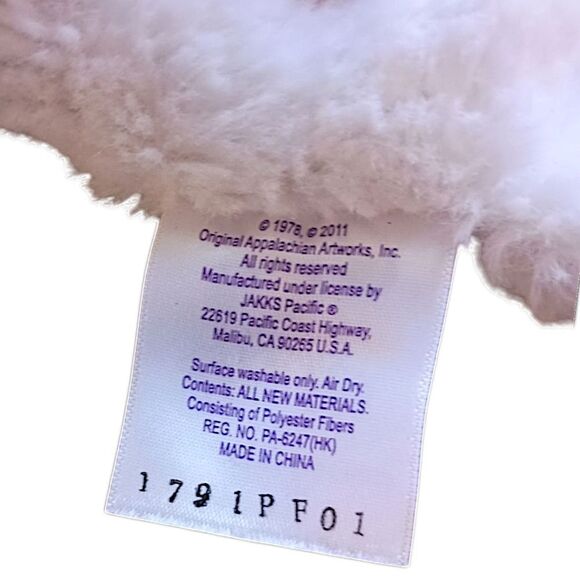 © 1978, ℗ 2011
Original Appalachian Artworks, Inc.
All rights reserved
Manufactured under license by
JAKKS Pacific ®
22619 Pacific Coast Highway,
Malibu, CA 90265 U.S.A.
Surface washable only. Air Dry.
Contents: ALL NEW MATERIALS.
Consisting of Polyester Fibers
REG. NO. PA-6247(HK)
MADE IN CHINA
1791PF01